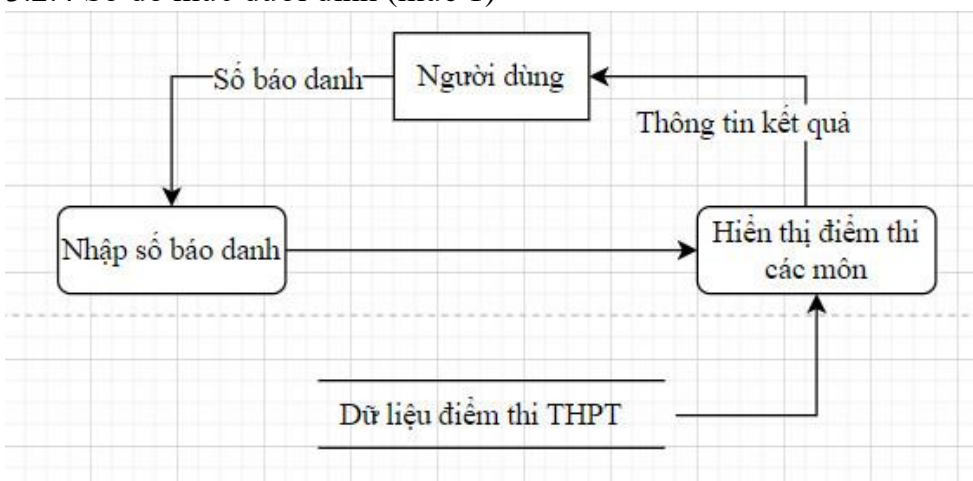 Số báo danh
Người dùng
Thông tin kết quả
Nhập số báo danh
Hiển thị điểm thi
các môn
Dữ liệu điểm thi THPT